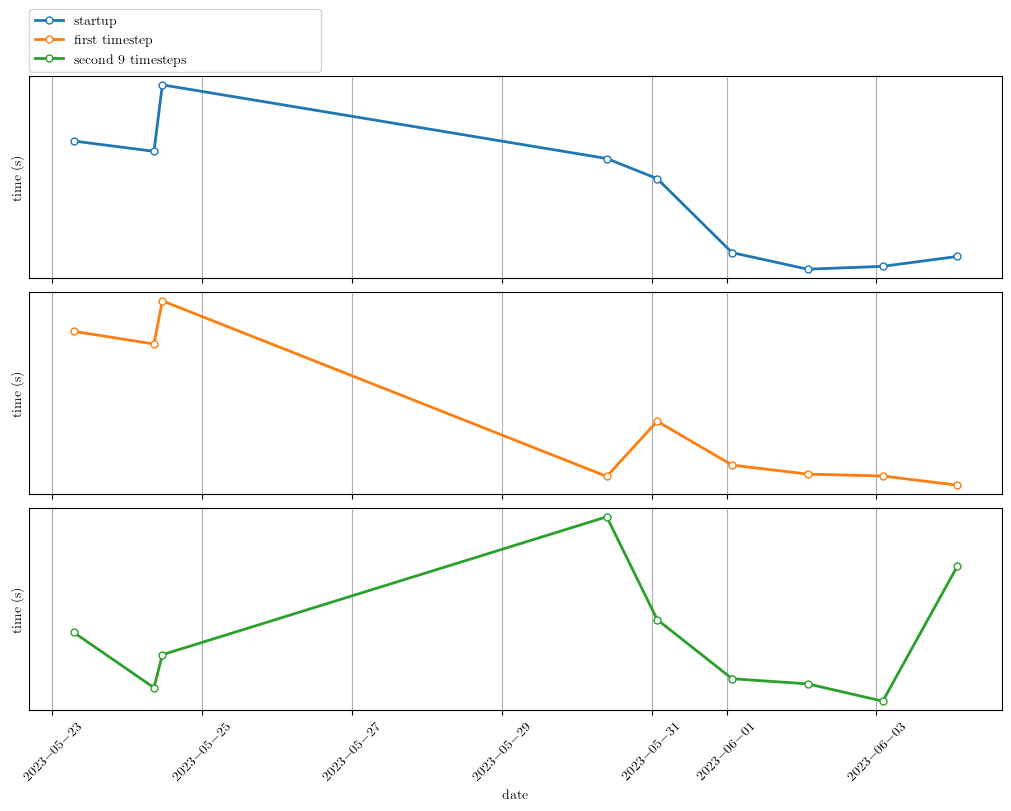 startup
first timestep
second 9 timesteps
time (s)
time (s)
time (s)
2023−05−23
2023−05−25
2023−05−27
2023−05−29
2023−05−31
2023−06−01
2023−06−03
date